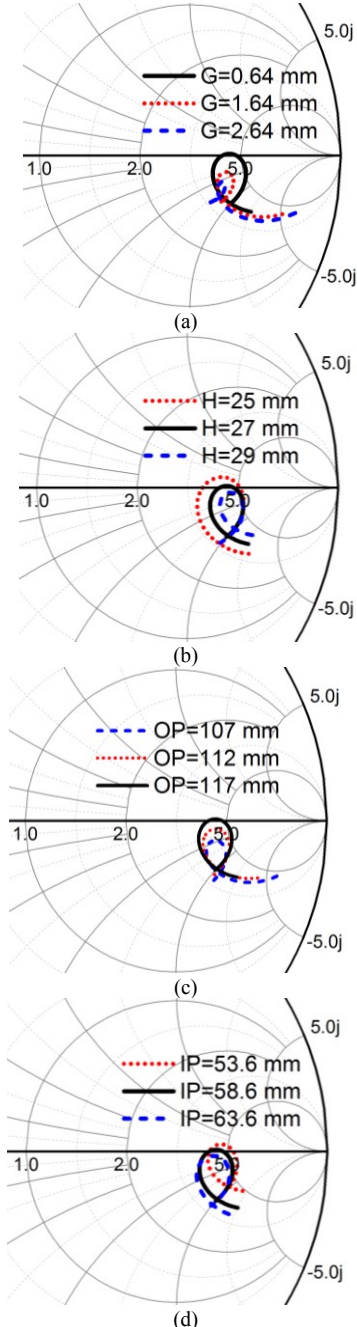 5.0j
G=0.64 mm
G=1.64 mm
G=2.64 mm
1.0 2.0 5.0
-5.0j
(a)
5.0j
H=25 mm
H=27 mm
H=29 mm
1.0 2.0 5.0
-5.0j
(b)
5.0j
OP=107 mm
OP=112 mm
OP=117 mm
1.0 2.0 5.0
-5.0j
(c)
5.0j
IP=53.6 mm
IP=58.6 mm
IP=63.6 mm
1.0 2.0 5.0
-5.0j
(d)